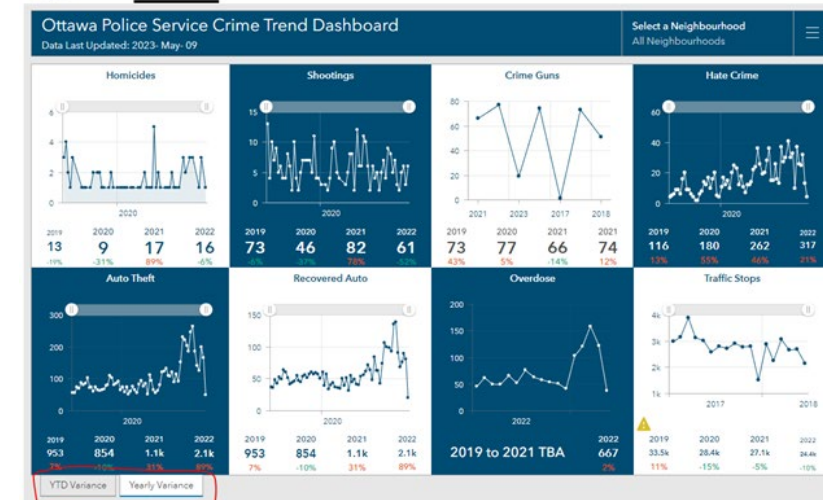 Ottawa Police Service Crime Trend Dashboard
Data Last Updated: 2023- May- 09
Select a Neighbourhood
All Neighbourhoods
Homicides
6
4
2
0
2020
2019 2020 2021 2022
13 9 17 16
-19% -31% 89% -6%
Shootings
15
10
5
0
2020
2019 2020 2021 2022
73 46 82 61
-37% 78%
Crime Guns
80
60
40
20
0
2021 2023 2017 2018
2019 2020 2021 2021
73 77 66 74
43% 5% -14% 12%
Hate Crime
60
40
20
0
2020
2019 2020 2021 2022
116 180 262 317
13% 55% 46% 21%
Auto Theft
300
200
100
0
2020
2019 2020 2021 2022
953 854 1.1k 2.1k
7% -10% 31% 89%
Recovered Auto
150
100
50
0
2020
2019 2020 2021 2022
953 854 1.1k 2.1k
7% -10% 31% 89%
Overdose
200
150
100
50
0
2022
2019 to 2021 TBA
2022
667
2%
Traffic Stops
4k
3k
2k
1k
2017 2018
2019 2020 2021 2022
33.5k 28.4k 27.1k 24.4k
11% -15% -5% -10%
YTD Variance Yearly Variance